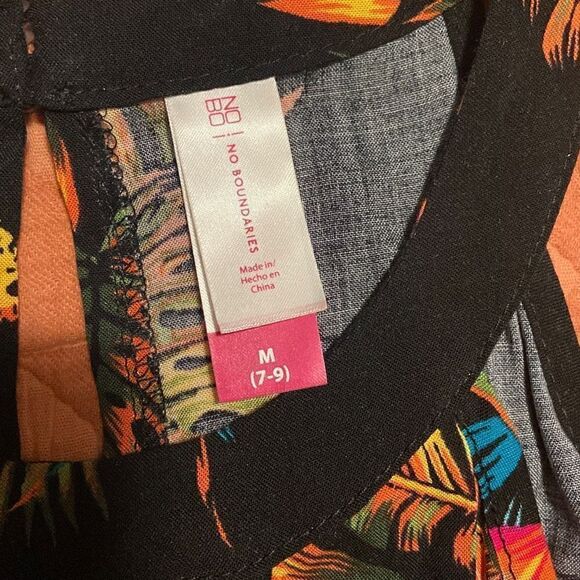 NO
BO
NO BOUNDARIES
Made in/
Hecho en
China
M
(7-9)